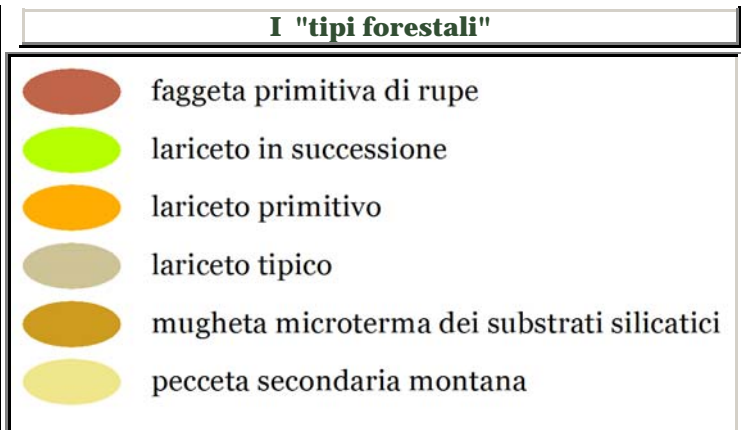 I "tipi forestali"
faggeta primitiva di rupe
lariceto in successione
lariceto primitivo
lariceto tipico
mugheta microterma dei substrati silicatici
pecceta secondaria montana